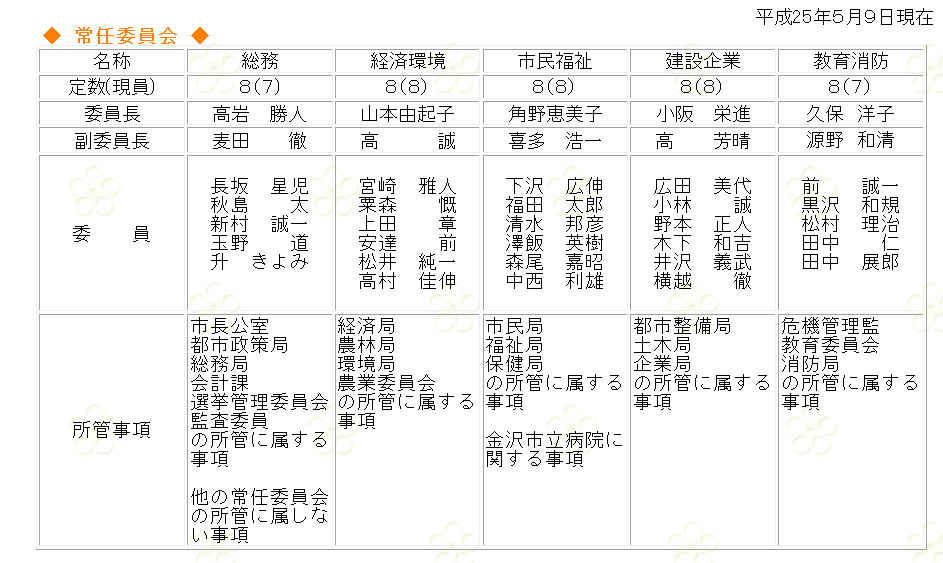 平成25年5月9日現在
◆ 常任委員会 ◆
名称 総務 経済環境 市民福祉 建設企業 教育消防
定数(現員) 8(7) 8(8) 8(8) 8(8) 8(7)
委員長 高岩 勝人 山本由起子 角野恵美子 小阪 栄進 久保 洋子
副委員長 麦田 徹 高 誠 喜多 浩一 高 芳晴 源野 和清
委 員
長坂 星児
秋島 太
新村 誠一
玉野 道
升 きよみ
宮崎 雅人
粟森 慨
上田 章
安達 前
松井 純一
高村 佳伸
下沢 広伸
福田 太郎
清水 邦彦
澤飯 英樹
森尾 嘉昭
中西 利雄
広田 美代
小林 誠
野本 正人
木下 和吉
井沢 義武
横越 徹
前 誠一
黒沢 和規
松村 理治
田中 仁
田中 展郎
所管事項
市長公室
都市政策局
総務局
会計課
選挙管理委員会
監査委員
の所管に属する
事項
他の常任委員会
の所管に属しな
い事項
経済局
農林局
環境局
農業委員会
の所管に属する
事項
市民局
福祉局
保健局
の所管に属する
事項
金沢市立病院に
関する事項
都市整備局
土木局
企業局
の所管に属する
事項
危機管理監
教育委員会
消防局
の所管に属する
事項